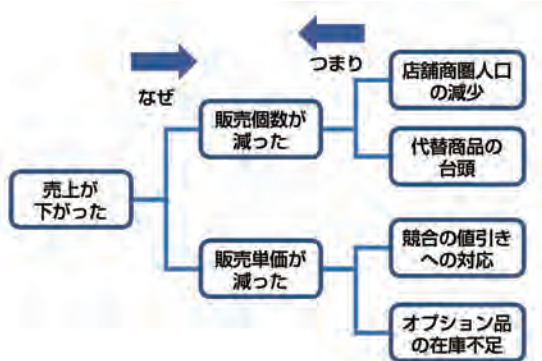 なぜ
つまり
売上が
下がった
販売個数が
減った
販売単価が
減った
店舗商圏人口
の減少
代替商品の
台頭
競合の値引き
への対応
オプション品
の在庫不足